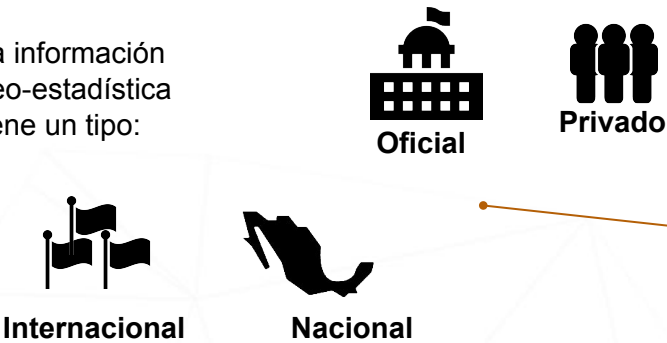 a información
eo-estadística
ene un tipo:
Oficial
Privado
Internacional
Nacional